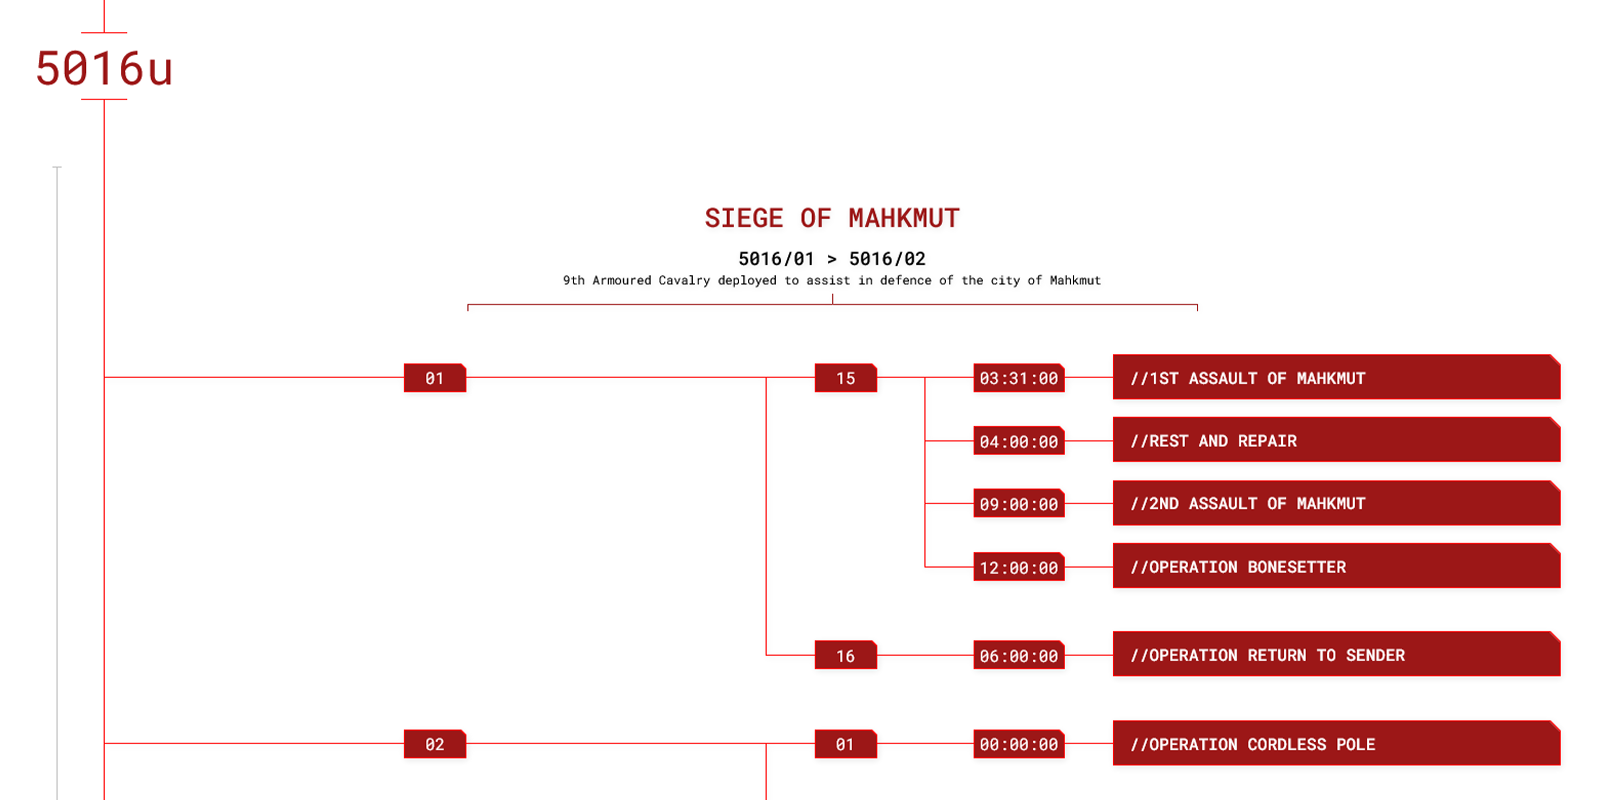 5016u
SIEGE OF MAHKMUT
5016/01 > 5016/02
9th Armoured Cavalry deployed to assist in defence of the city of Mahkmut
01 15 03:31:00 //1ST ASSAULT OF MAHKMUT
04:00:00 //REST AND REPAIR
09:00:00 //2ND ASSAULT OF MAHKMUT
12:00:00 //OPERATION BONESETTER
16 06:00:00 //OPERATION RETURN TO SENDER
02 01 00:00:00 //OPERATION CORDLESS POLE